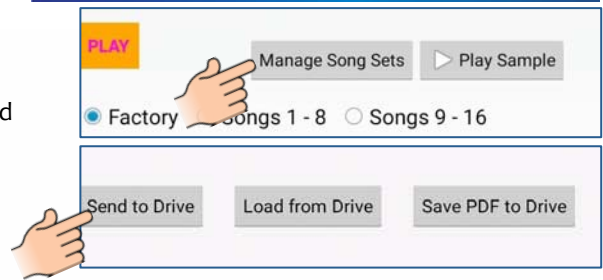 PLAY
Manage Song Sets Play Sample
d
Factory Songs 1 - 8 Songs 9 - 16
Send to Drive Load from Drive Save PDF to Drive